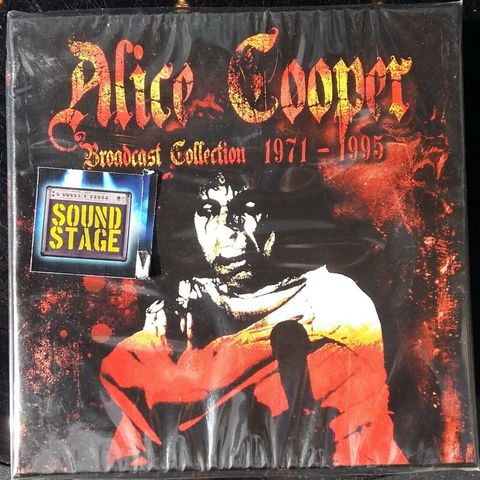 Alice Cooper
Broadcast Collection 1971 - 1995
SOUND
STAGE